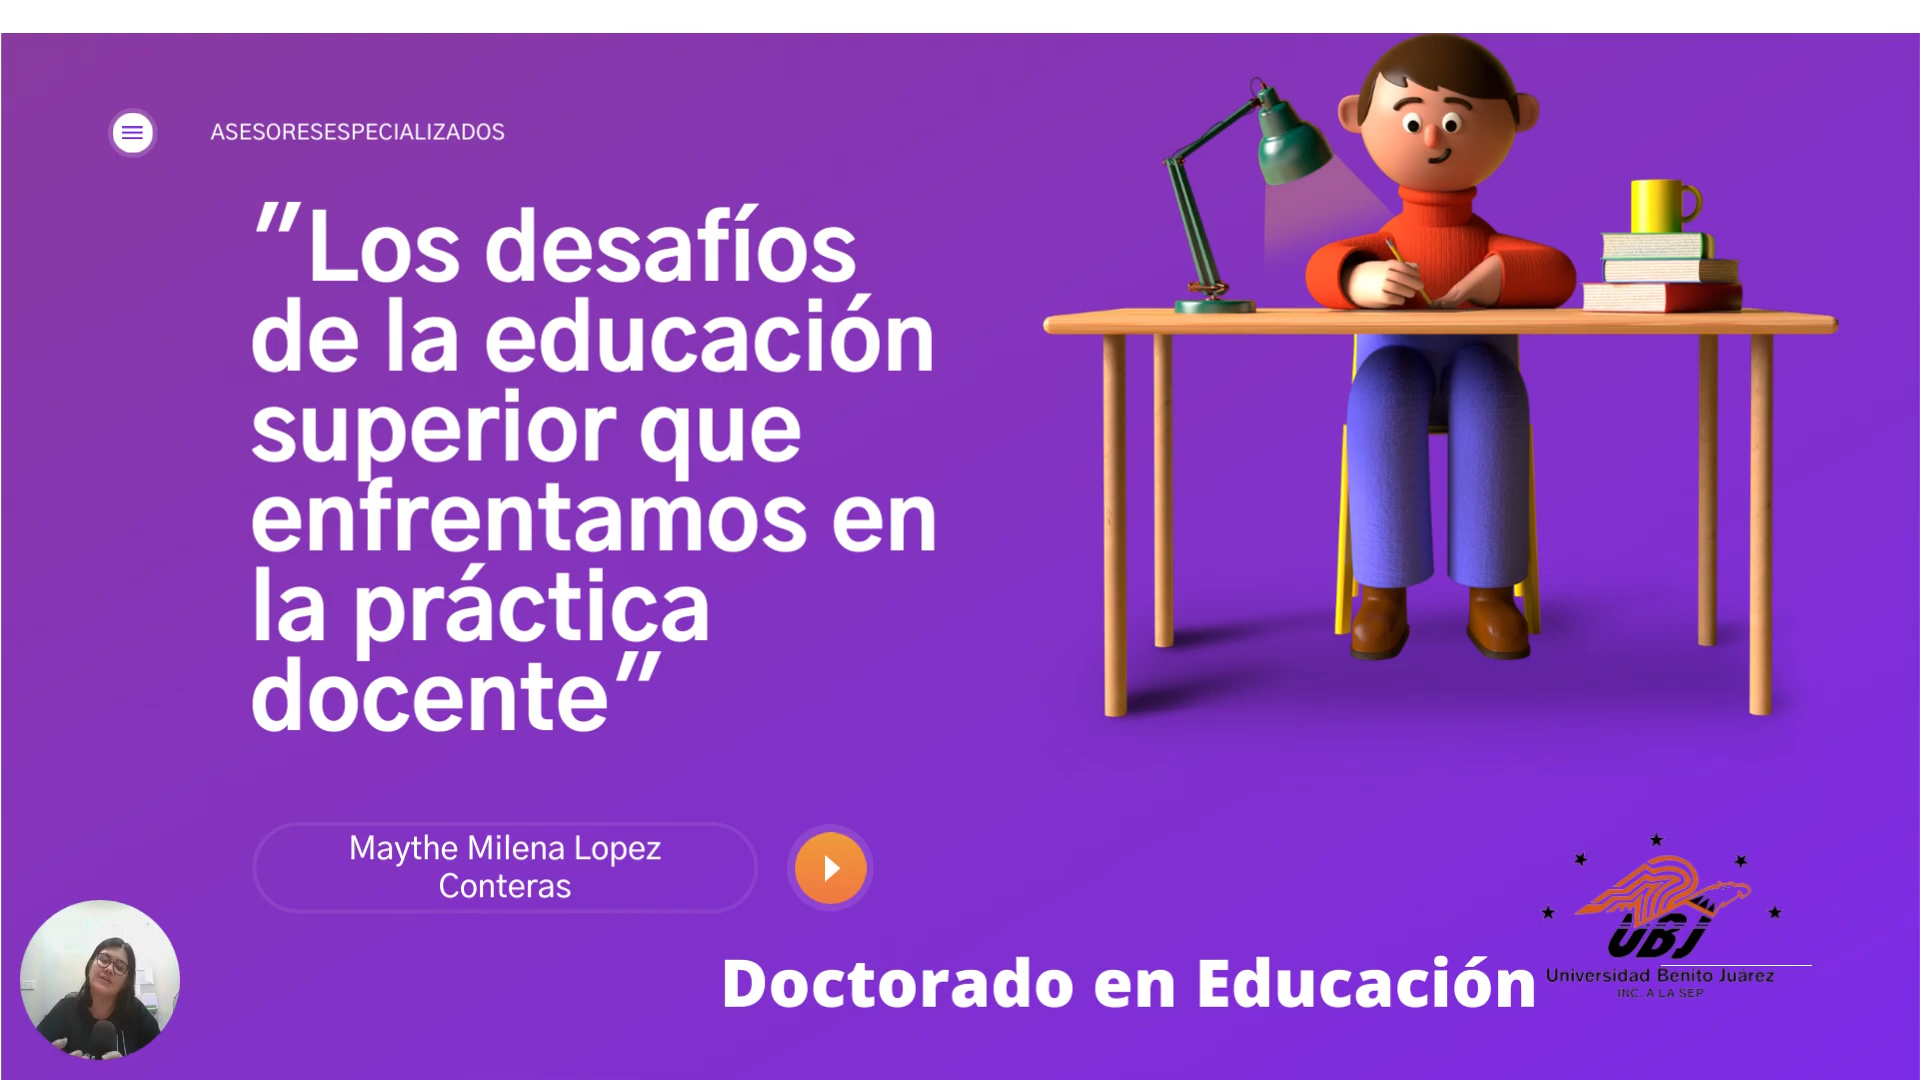 ASESORESESPECIALIZADOS
"Los desafíos
de la educación
superior que
enfrentamos en
la práctica
docente"
Maythe Milena Lopez
Conteras
Doctorado en Educación
UBJ
Universidad Benito Juarez
INC. A LA SEP